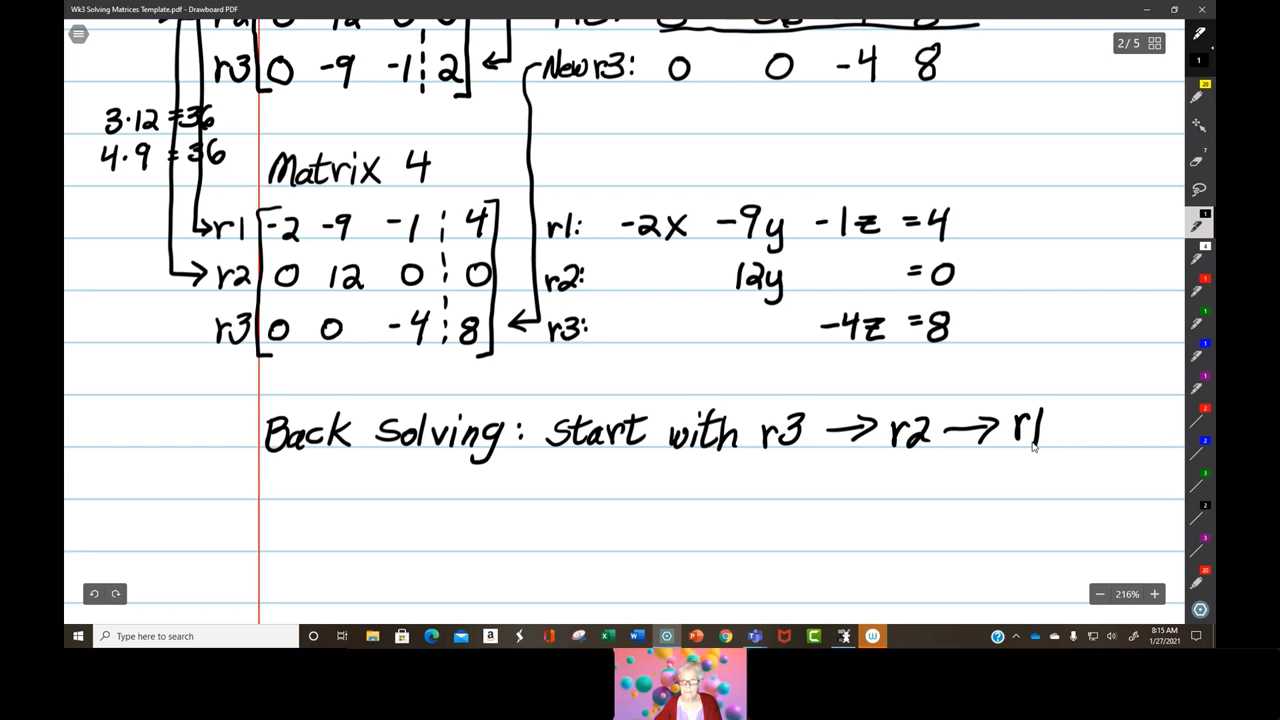 Wk3 Solving Matrices Template.pdf - Drawboard PDF
2 / 5
r3 0 -9 -1 2
New r3: 0 0 -4 8
3·12 = 36
4·9 = 36
Matrix 4
r1 -2 -9 -1 4 r1: -2x -9y -1z = 4
r2 0 12 0 0 r2: 12y = 0
r3 0 0 -4 8 r3: -4z = 8
Back Solving: Start with r3 → r2 → r1
216%
Type here to search
8:15 AM
1/27/2021